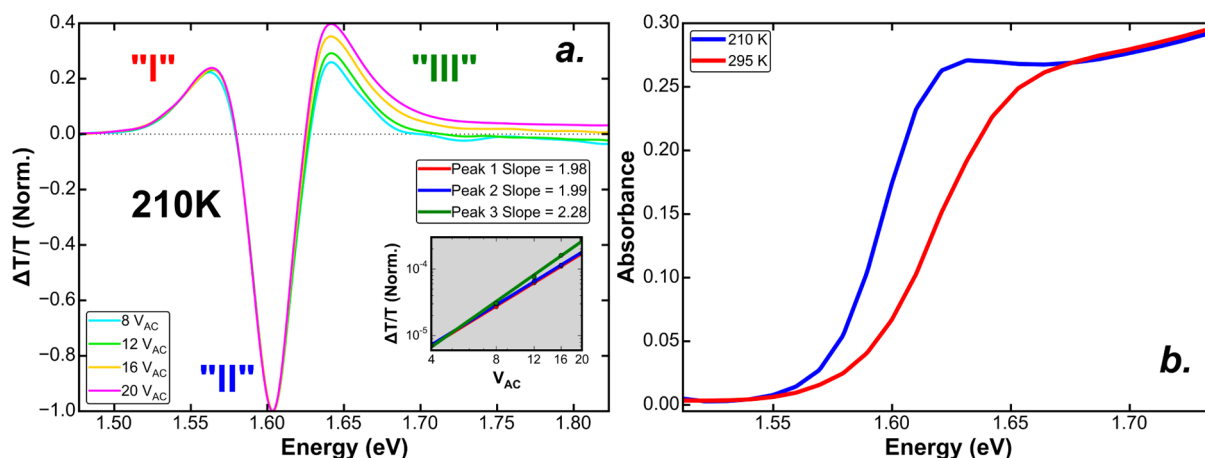 a.
"I"
"II"
"III"
210K
ΔT/T (Norm.)
0.4
0.2
0.0
−0.2
−0.4
−0.6
−0.8
−1.0
1.50
1.55
1.60
1.65
1.70
1.75
1.80
Energy (eV)
8 V_AC
12 V_AC
16 V_AC
20 V_AC
Peak 1 Slope = 1.98
Peak 2 Slope = 1.99
Peak 3 Slope = 2.28
ΔT/T (Norm.)
10⁻⁴
10⁻⁵
4
8
12
16
20
V_AC
b.
210 K
295 K
Absorbance
0.30
0.25
0.20
0.15
0.10
0.05
0.00
1.55
1.60
1.65
1.70
Energy (eV)